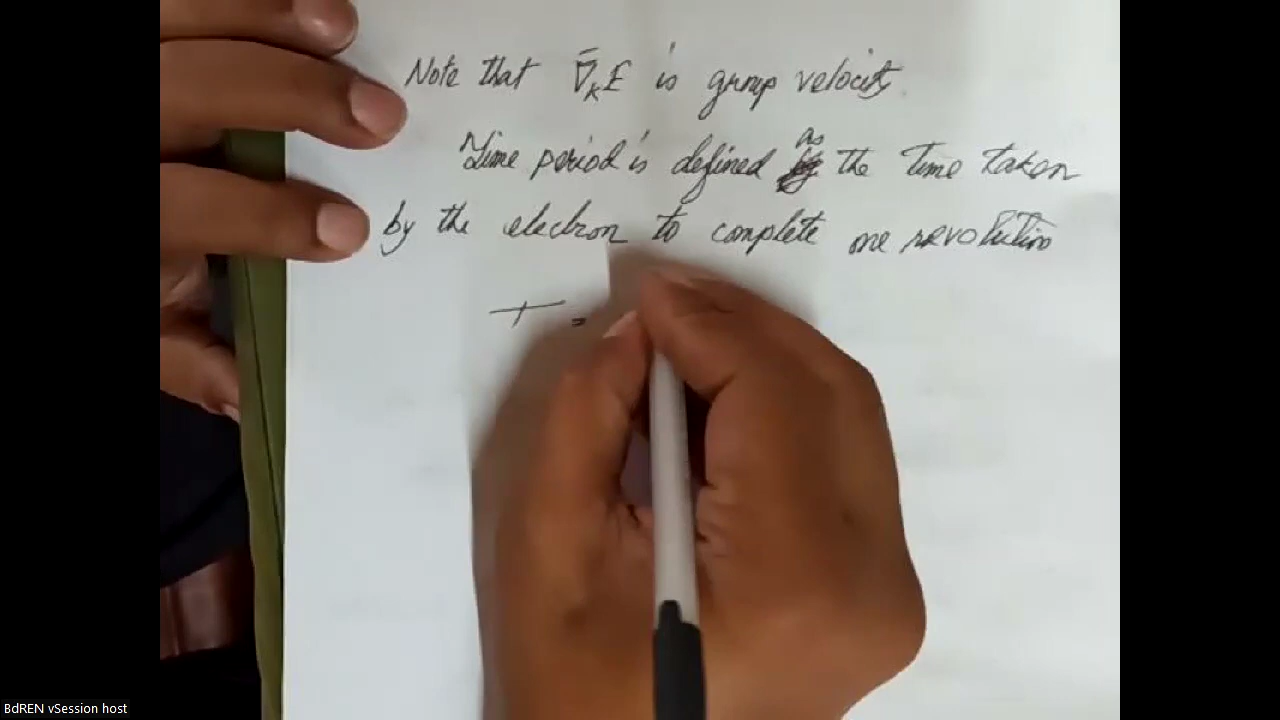 Note that ∇̄ₖE is group velocity.
Time period is defined as the Time taken
by the electron to complete one revolution
T =
BdREN vSession host